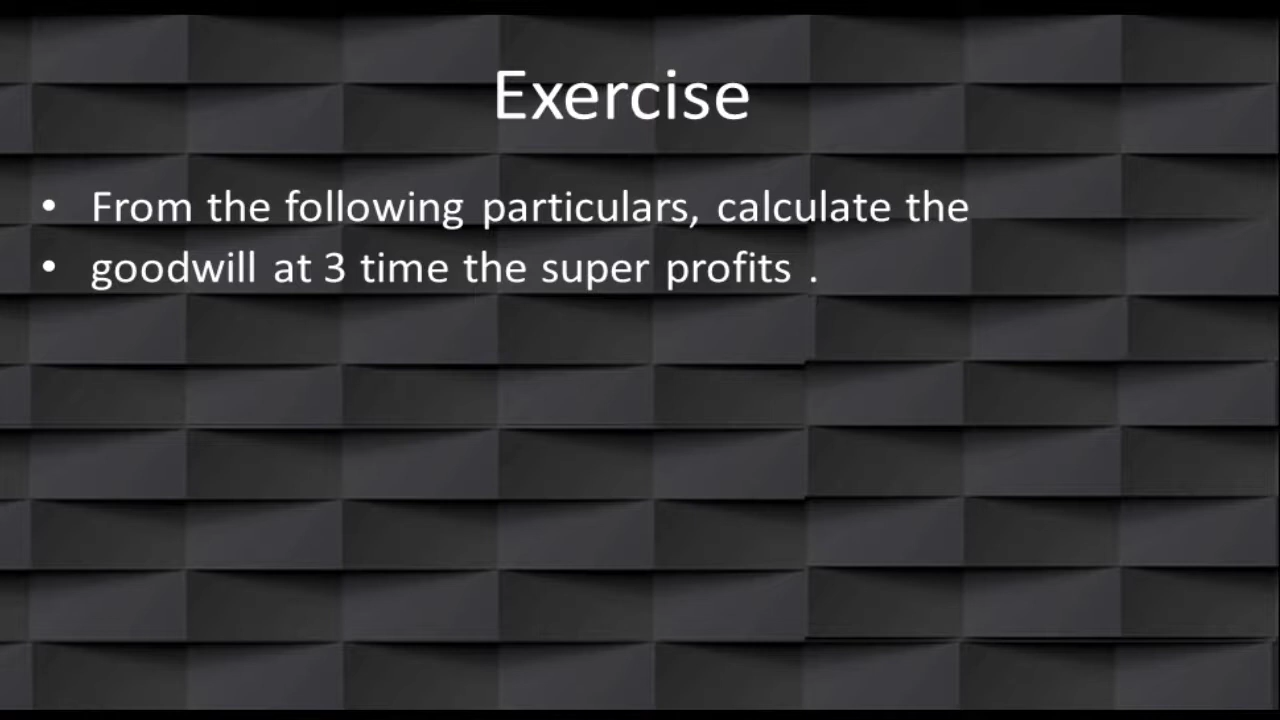 Exercise
• From the following particulars, calculate the
• goodwill at 3 time the super profits .